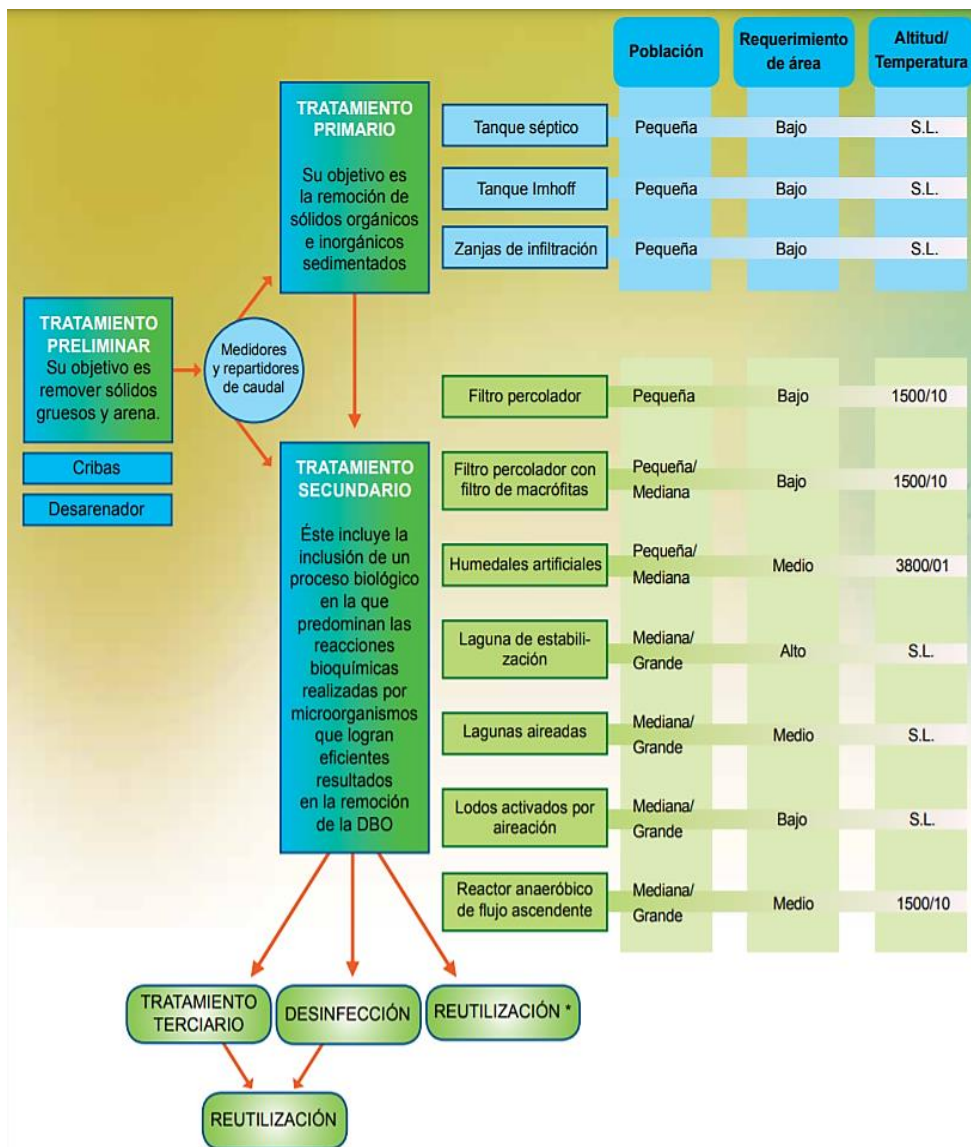 Población
Requerimiento
de área
Altitud/
Temperatura
TRATAMIENTO
PRIMARIO
Su objetivo es
la remoción de
sólidos orgánicos
e inorgánicos
sedimentados
Tanque séptico
Pequeña
Bajo
S.L.
Tanque Imhoff
Pequeña
Bajo
S.L.
Zanjas de infiltración
Pequeña
Bajo
S.L.
TRATAMIENTO
PRELIMINAR
Su objetivo es
remover sólidos
gruesos y arena.
Cribas
Desarenador
Medidores
y repartidores
de caudal
TRATAMIENTO
SECUNDARIO
Éste incluye la
inclusión de un
proceso biológico
en la que
predominan las
reacciones
bioquímicas
realizadas por
microorganismos
que logran
eficientes
resultados
en la remoción
de la DBO
Filtro percolador
Pequeña
Bajo
1500/10
Filtro percolador con
filtro de macrófitas
Pequeña/
Mediana
Bajo
1500/10
Humedales artificiales
Pequeña/
Mediana
Medio
3800/01
Laguna de estabili-
zación
Mediana/
Grande
Alto
S.L.
Lagunas aireadas
Mediana/
Grande
Medio
S.L.
Lodos activados por
aireación
Mediana/
Grande
Bajo
S.L.
Reactor anaeróbico
de flujo ascendente
Mediana/
Grande
Medio
1500/10
TRATAMIENTO
TERCIARIO
DESINFECCIÓN
REUTILIZACIÓN *
REUTILIZACIÓN